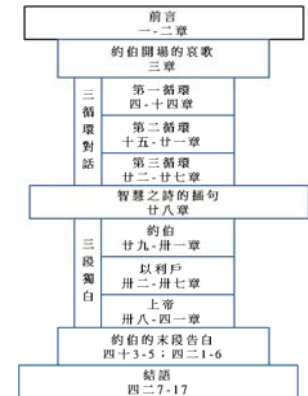 前言
一-二章
約伯開場的哀歌
三章
三循環對話
第一循環
四-十四章
第二循環
十五-廿一章
第三循環
廿二-廿七章
智慧之詩的插句
廿八章
三段獨白
約伯
廿九-卅一章
以利戶
卅二-卅七章
上帝
卅八-四一章
約伯的末段告白
四十3-5；四二1-6
結語
四二7-17